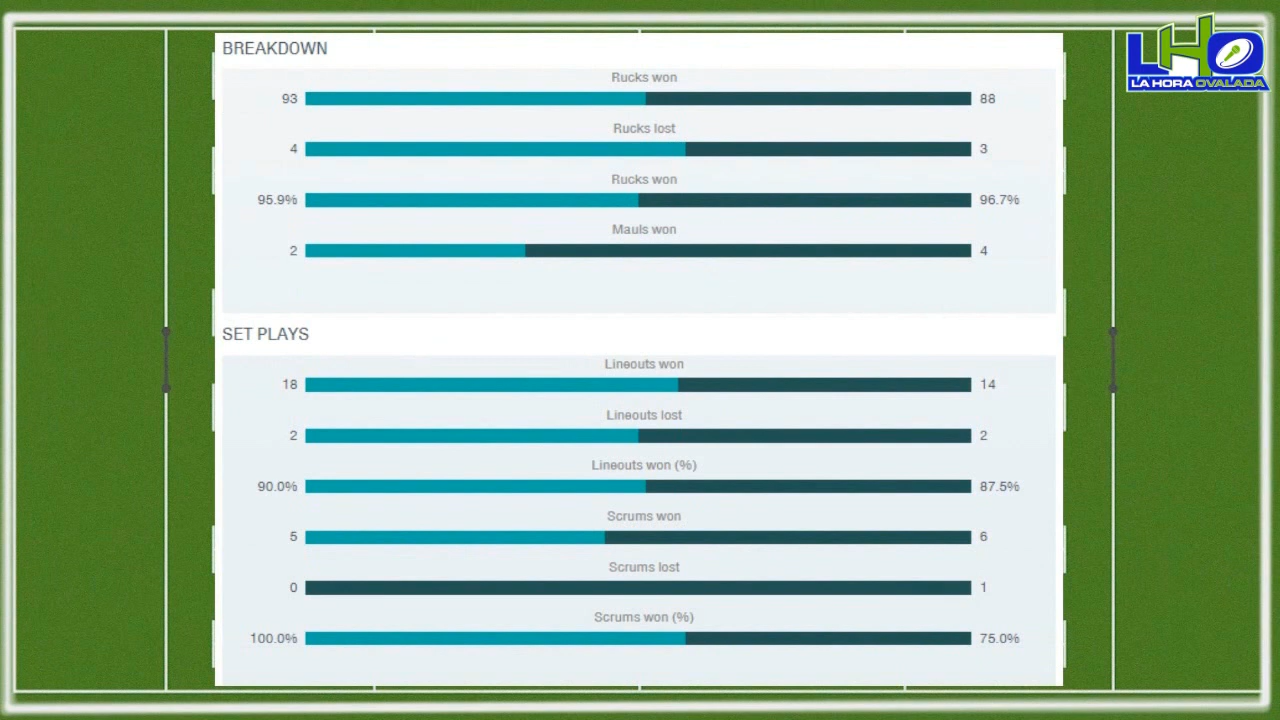 LHO
LA HORA OVALADA
BREAKDOWN
Rucks won
93 88
Rucks lost
4 3
Rucks won
95.9% 96.7%
Mauls won
2 4
SET PLAYS
Lineouts won
18 14
Lineouts lost
2 2
Lineouts won (%)
90.0% 87.5%
Scrums won
5 6
Scrums lost
0 1
Scrums won (%)
100.0% 75.0%